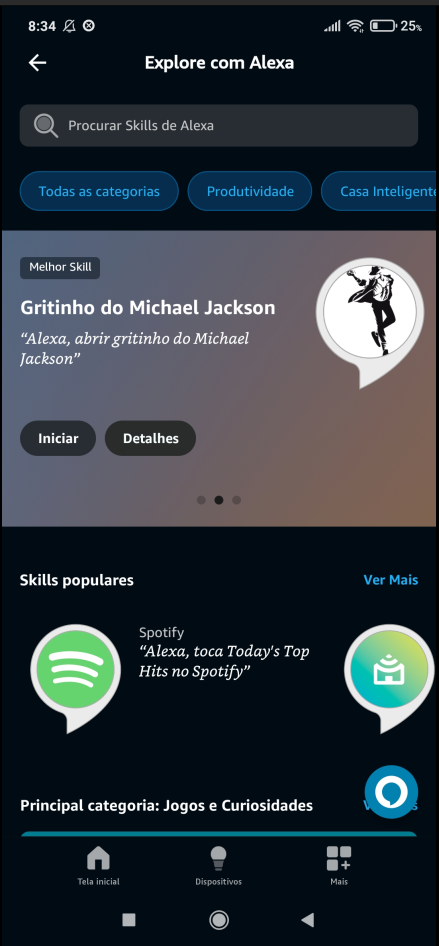 8:34 25%
Explore com Alexa
Procurar Skills de Alexa
Todas as categorias Produtividade Casa Inteligente
Melhor Skill
Gritinho do Michael Jackson
“Alexa, abrir gritinho do Michael
Jackson”
Iniciar Detalhes
Skills populares Ver Mais
Spotify
“Alexa, toca Today's Top
Hits no Spotify”
Principal categoria: Jogos e Curiosidades
Tela inicial Dispositivos Mais